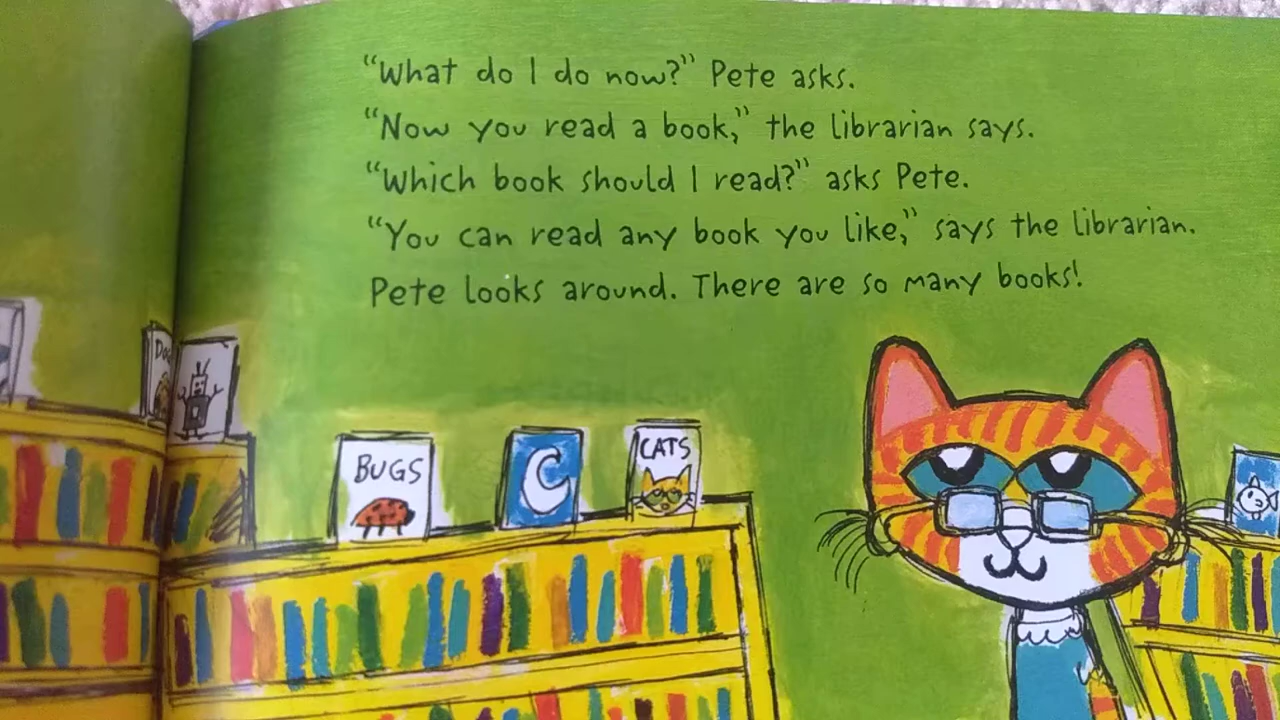 "What do I do now?" Pete asks.
"Now you read a book," the librarian says.
"Which book should I read?" asks Pete.
"You can read any book you like," says the librarian.
Pete looks around. There are so many books!
BUGS
C
CATS